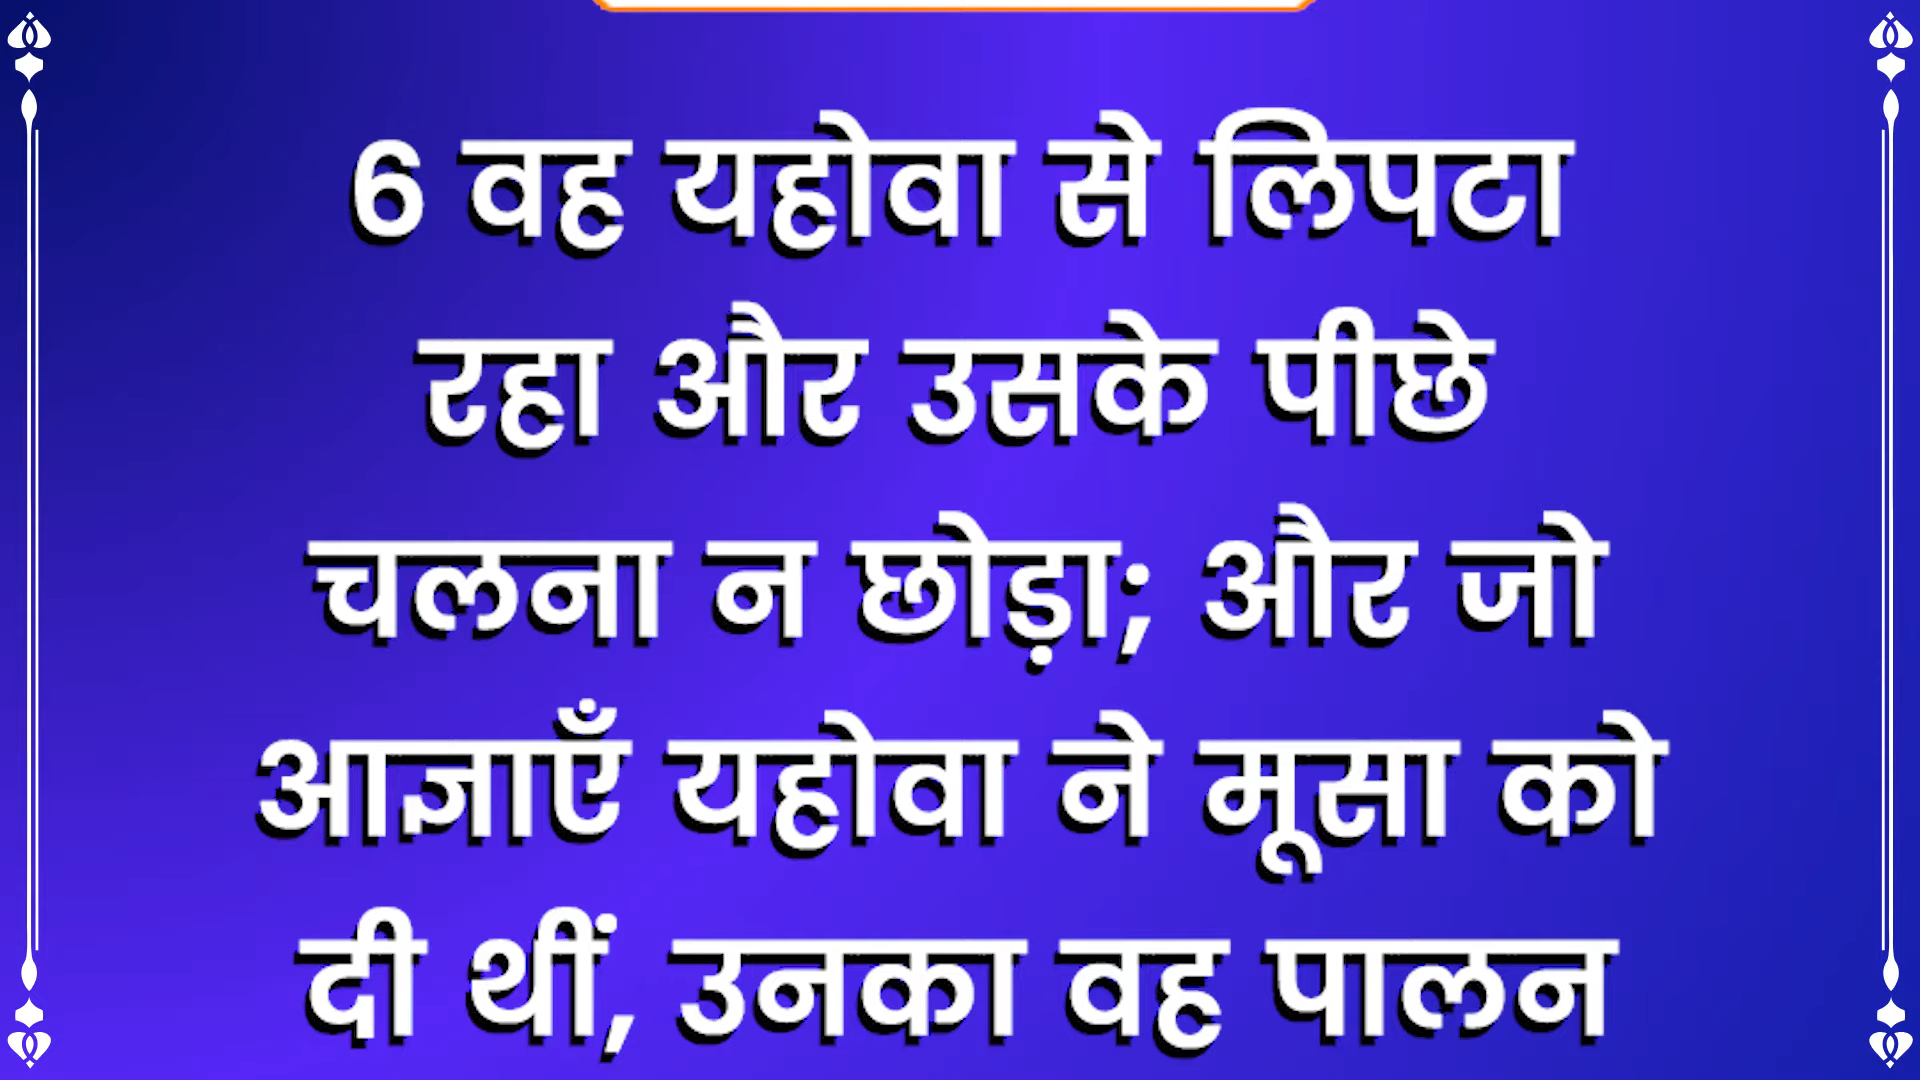 6 वह यहोवा से लिपटा
रहा और उसके पीछे
चलना न छोड़ा; और जो
आज्ञाएँ यहोवा ने मूसा को
दी थीं, उनका वह पालन